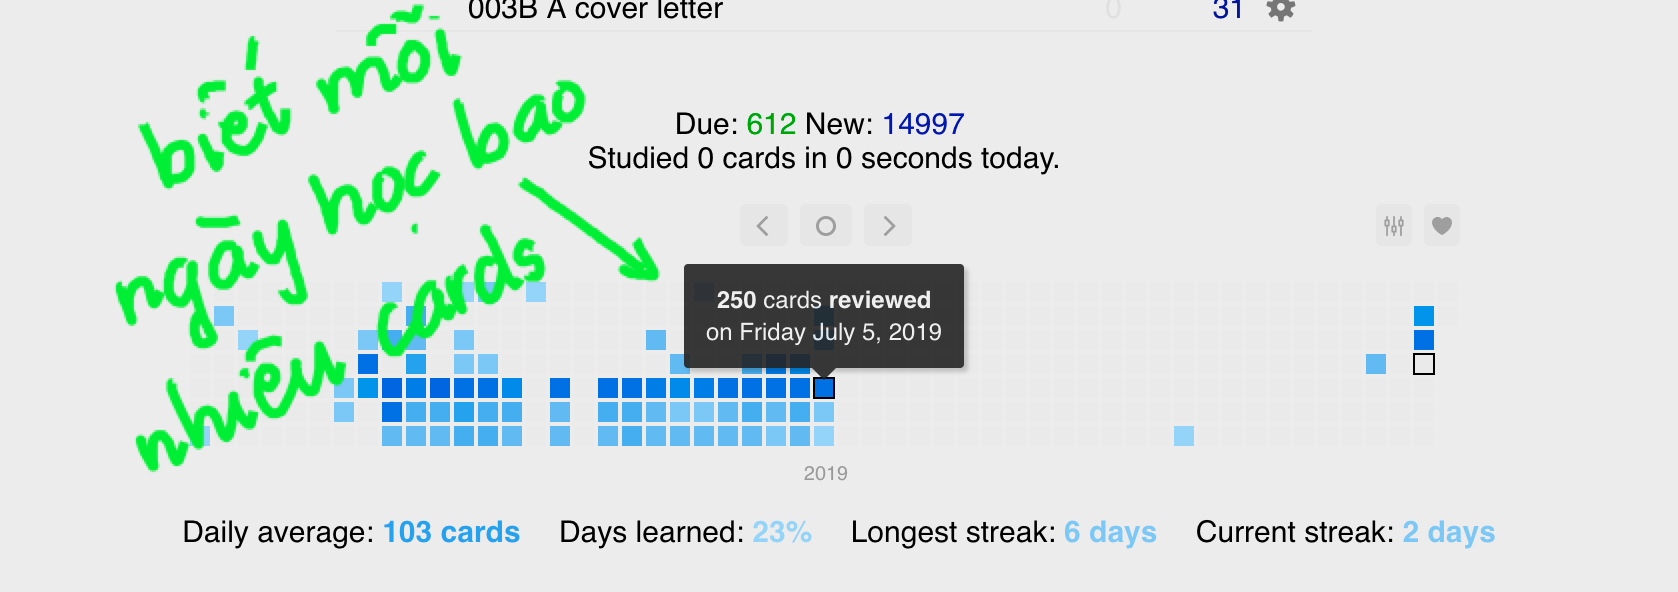 003B A cover letter 0 31
biết mỗi
ngày học bao
nhiêu cards
Due: 612 New: 14997
Studied 0 cards in 0 seconds today.
250 cards reviewed
on Friday July 5, 2019
2019
Daily average: 103 cards Days learned: 23% Longest streak: 6 days Current streak: 2 days